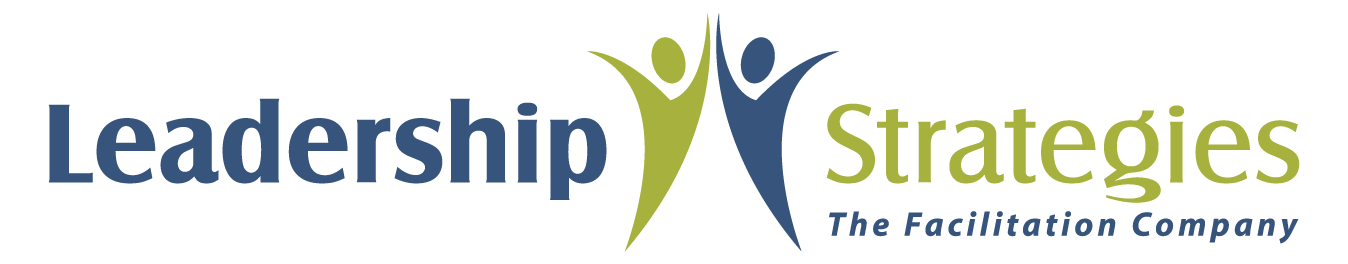 Leadership Strategies
The Facilitation Company